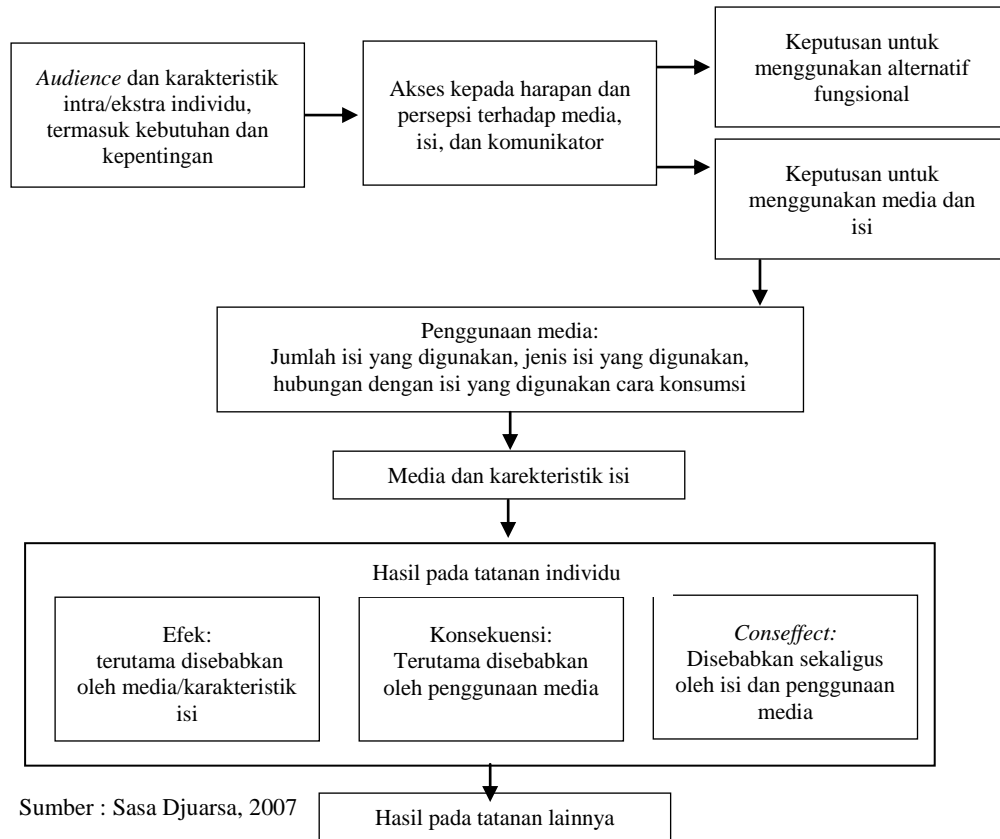 Audience dan karakteristik
intra/ekstra individu,
termasuk kebutuhan dan
kepentingan
Akses kepada harapan dan
persepsi terhadap media,
isi, dan komunikator
Keputusan untuk
menggunakan alternatif
fungsional
Keputusan untuk
menggunakan media dan
isi
Penggunaan media:
Jumlah isi yang digunakan, jenis isi yang digunakan,
hubungan dengan isi yang digunakan cara konsumsi
Media dan karekteristik isi
Hasil pada tatanan individu
Efek:
terutama disebabkan
oleh media/karakteristik
isi
Konsekuensi:
Terutama disebabkan
oleh penggunaan media
Conseffect:
Disebabkan sekaligus
oleh isi dan penggunaan
media
Sumber : Sasa Djuarsa, 2007
Hasil pada tatanan lainnya